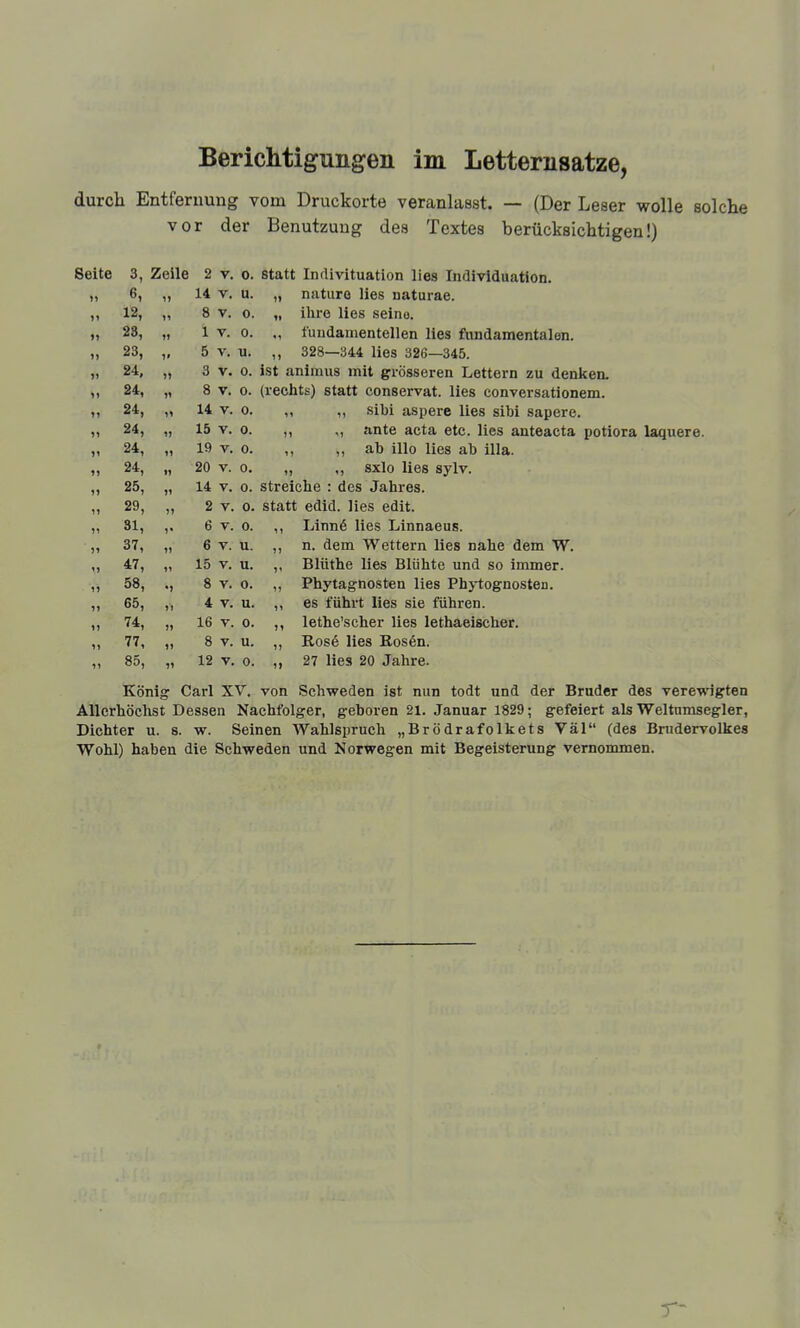 Berichtigungen im Letternsatze,
durch Entfernung vom Druckorte veranlasst. — (Der Leser wolle solche
vor der Benutzung des Textes berücksichtigen!)
Seite 3, Zeile 2 v. o. statt Indivituation lies Individuation.
„ 6, „ 14 v. u. „ nature lies naturae.
„ 12, „ 8 v. o. „ ihre lies seine.
„ 23, „ 1 v. o. „ fundamentellen lies fundamentalen.
„ 23, „ 5 v. u. „ 328—344 lies 326—345.
„ 24, „ 3 v. o. ist animus mit grösseren Lettern zu denken.
„ 24, „ 8 v. o. (rechts) statt conservat. lies conversationem.
„ 24, „ 14 v. o. „ „ sibi aspere lies sibi sapere.
„ 24, „ 15 v. o. „ „ ante acta etc. lies anteacta potiora laquere.
„ 24, „ 19 v. o. „ „ ab illo lies ab illa.
„ 24, „ 20 v. o. „ „ sxlo lies sylv.
„ 25, „ 14 v. o. streiche : des Jahres.
„ 29, „ 2 v. o. statt edid. lies edit.
„ 31, „ 6 v. o. „ Linné lies Linnaeus.
„ 37, „ 6 v. u. „ n. dem Wettern lies nahe dem W.
„ 47, „ 15 v. u. „ Blüthe lies Blühte und so immer.
„ 58, „ 8 v. o. „ Phytagnosten lies Phytognosten.
„ 65, „ 4 v. u. „ es führt lies sie führen.
„ 74, „ 16 v. o. „ lethe'scher lies lethaeischer.
„ 77, „ 8 v. u. „ Rosé lies Rosén.
„ 85, „ 12 v. o. „ 27 lies 20 Jahre.
König Carl XV. von Schweden ist nun todt und der Bruder des verewigten
Allerhöchst Dessen Nachfolger, geboren 21. Januar 1829; gefeiert als Weltumsegler,
Dichter u. s. w. Seinen Wahlspruch „Brödrafolkets Väl“ (des Brudervolkes
Wohl) haben die Schweden und Norwegen mit Begeisterung vernommen.